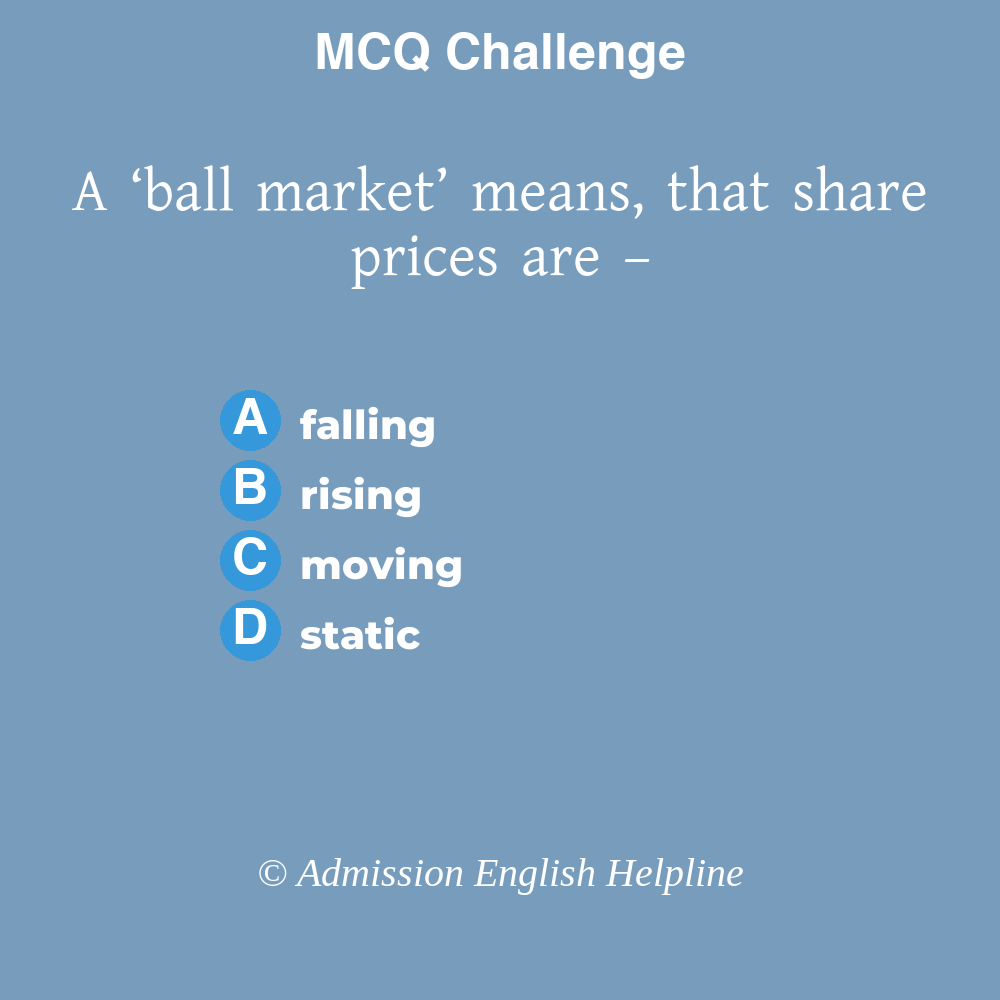 MCQ Challenge
A ‘ball market’ means, that share
prices are –
A falling
B rising
C moving
D static
© Admission English Helpline